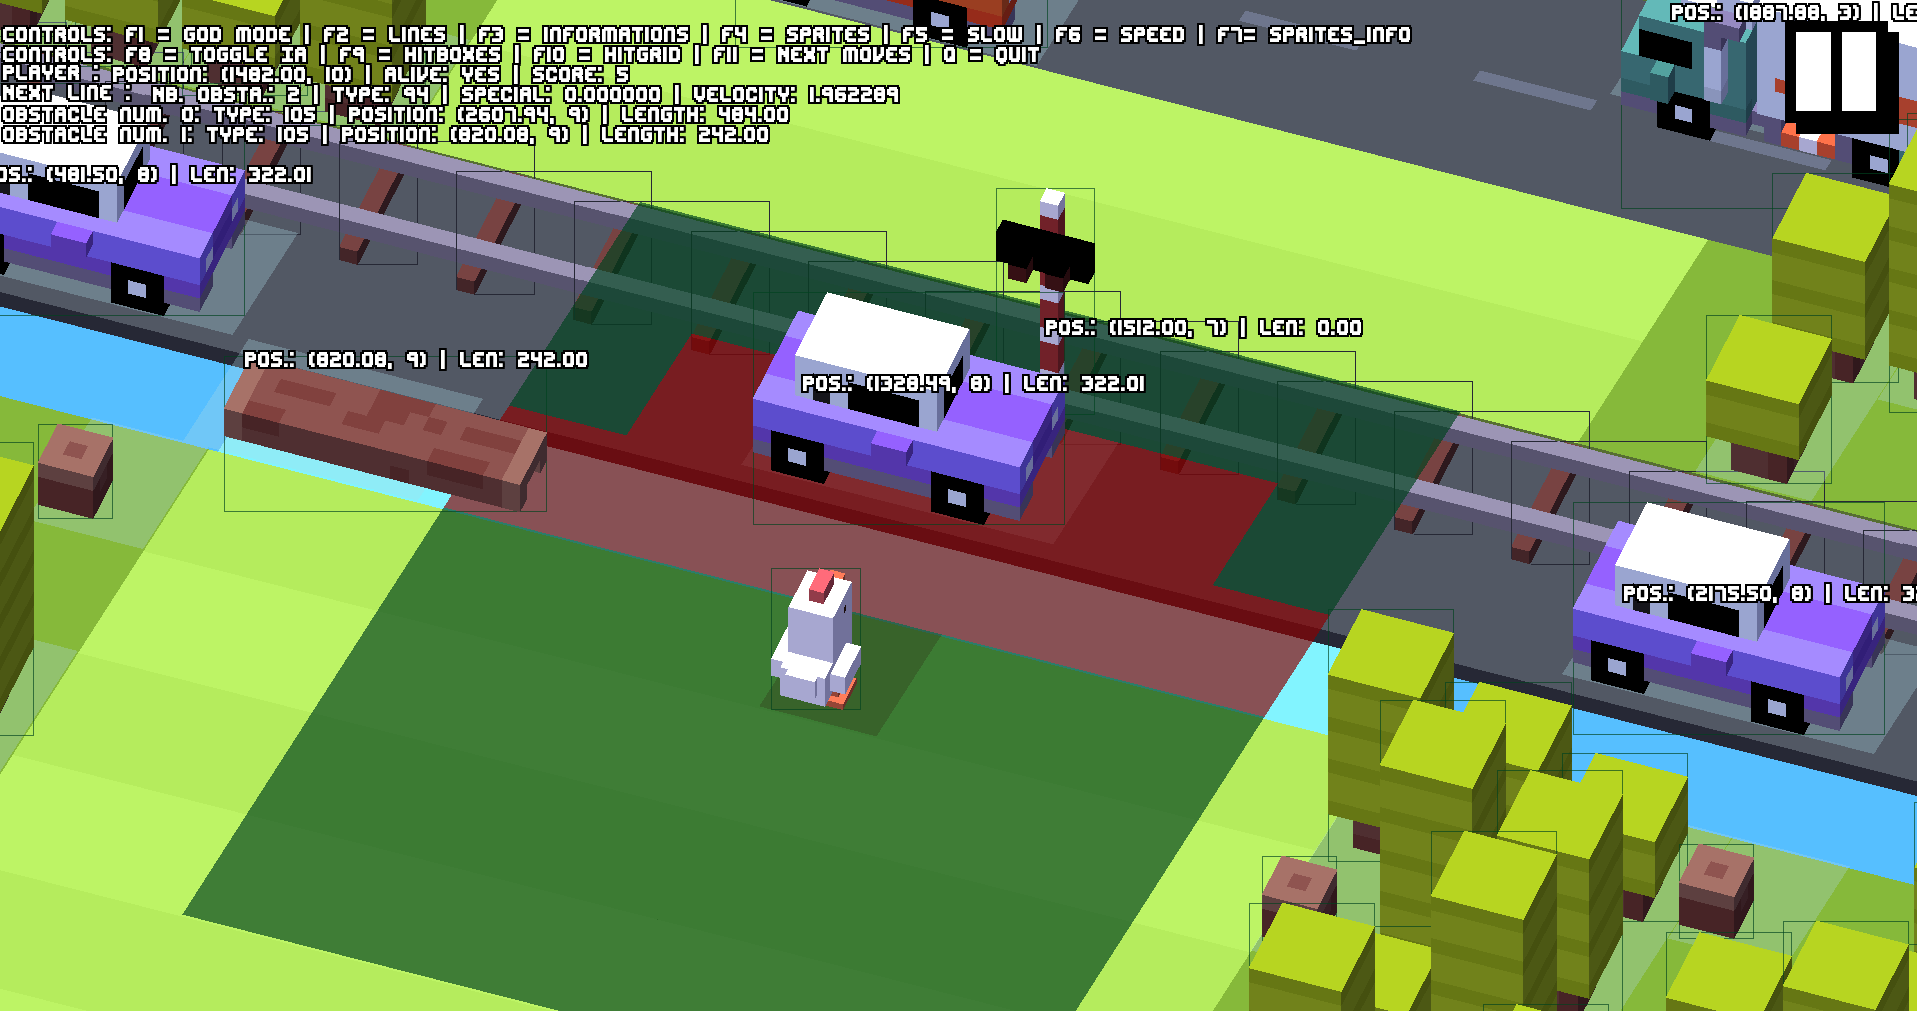 POS.: (1887.88, 3) | LE
CONTROLS: F1 = GOD MODE | F2 = LINES | F3 = INFORMATIONS | F4 = SPRITES | F5 = SLOW | F6 = SPEED | F7= SPRITES_INFO
CONTROLS: F8 = TOGGLE IA | F9 = HITBOXES | F10 = HITGRID | F11 = NEXT MOVES | Q = QUIT
PLAYER : POSITION: (1482.00, 10) | ALIVE: YES | SCORE: 5
NEXT LINE : NB. OBSTA.: 2 | TYPE: 94 | SPECIAL: 0.000000 | VELOCITY: 1.962289
OBSTACLE NUM. 0: TYPE: 105 | POSITION: (2607.94, 9) | LENGTH: 484.00
OBSTACLE NUM. 1: TYPE: 105 | POSITION: (820.08, 9) | LENGTH: 242.00
OS.: (481.50, 8) | LEN: 322.01
POS.: (1512.00, 7) | LEN: 0.00
POS.: (820.08, 9) | LEN: 242.00
POS.: (1328.49, 8) | LEN: 322.01
POS.: (2175.50, 8) | LEN: 3